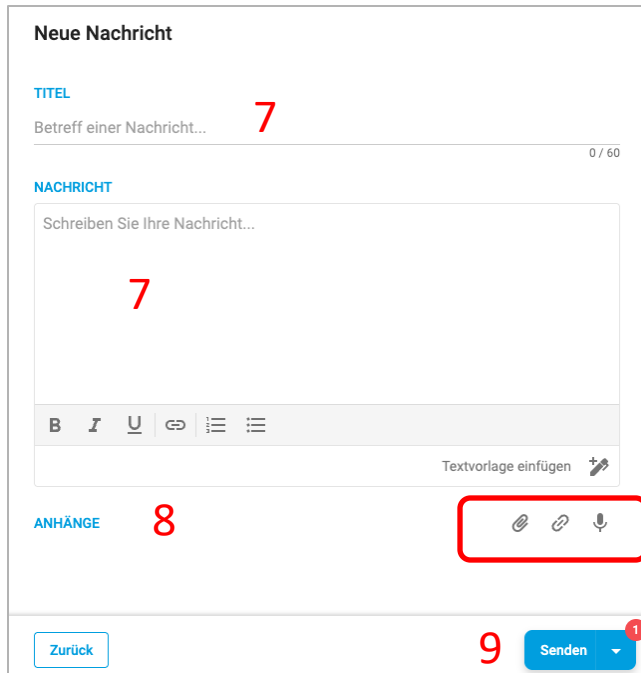 Neue Nachricht
TITEL
Betreff einer Nachricht... 7
0 / 60
NACHRICHT
Schreiben Sie Ihre Nachricht...
7
B I U
Textvorlage einfügen
ANHÄNGE 8
Zurück 9 Senden 1